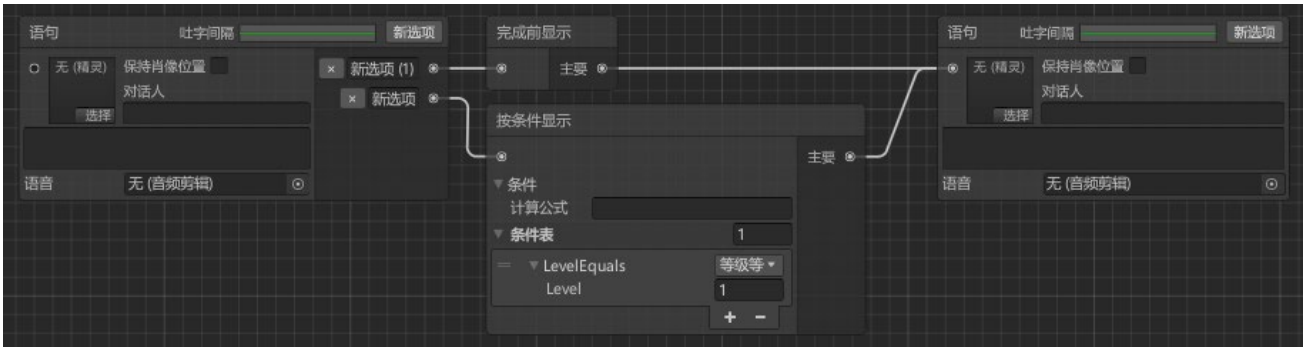 语句 吐字间隔 新选项
无 (精灵) 保持肖像位置
对话人
选择
× 新选项 (1)
× 新选项
语音 无 (音频剪辑)
完成前显示
主要
按条件显示
主要
条件
计算公式
条件表 1
LevelEquals 等级等
Level 1
+ −
语句 吐字间隔 新选项
无 (精灵) 保持肖像位置
对话人
选择
语音 无 (音频剪辑)